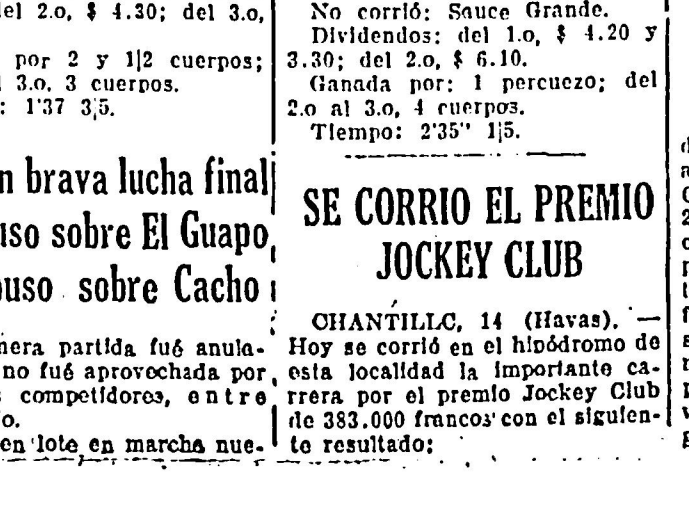 el 2.o, $ 4.30; del 3.o,
por 2 y 1|2 cuerpos;
3.o, 3 cuerpos.
: 1'37 3|5.
n brava lucha final
uso sobre El Guapo,
puso sobre Cacho
nera partida fué anula-
no fué aprovechada por
competidores, entre
o.
en lote en marcha nue-
No corrió: Sauce Grande.
Dividendos: del 1.o, $ 4.20 y
3.30; del 2.o, $ 6.10.
Ganada por: 1 percuezo; del
2.o al 3.o, 4 cuerpos.
Tiempo: 2'35" 1|5.
SE CORRIO EL PREMIO
JOCKEY CLUB
CHANTILLC, 14 (Havas). —
Hoy se corrió en el hipódromo de
esta localidad la importante ca-
rrera por el premio Jockey Club
de 383.000 francos con el siguien-
te resultado: